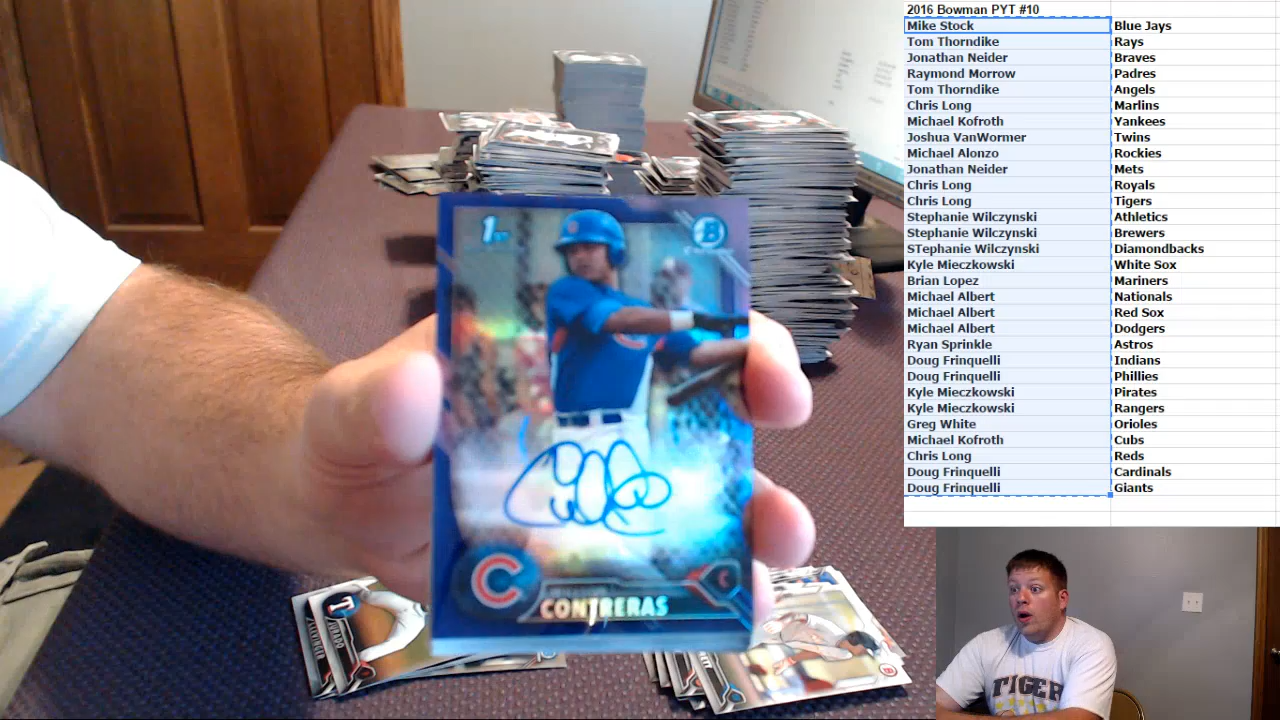 2016 Bowman PYT #10
Mike Stock Blue Jays
Tom Thorndike Rays
Jonathan Neider Braves
Raymond Morrow Padres
Tom Thorndike Angels
Chris Long Marlins
Michael Kofroth Yankees
Joshua VanWormer Twins
Michael Alonzo Rockies
Jonathan Neider Mets
Chris Long Royals
Chris Long Tigers
Stephanie Wilczynski Athletics
Stephanie Wilczynski Brewers
STephanie Wilczynski Diamondbacks
Kyle Mieczkowski White Sox
Brian Lopez Mariners
Michael Albert Nationals
Michael Albert Red Sox
Michael Albert Dodgers
Ryan Sprinkle Astros
Doug Frinquelli Indians
Doug Frinquelli Phillies
Kyle Mieczkowski Pirates
Kyle Mieczkowski Rangers
Greg White Orioles
Michael Kofroth Cubs
Chris Long Reds
Doug Frinquelli Cardinals
Doug Frinquelli Giants
1ST
B
C
C
CONTRERAS
T
JURADO
CLEVINGER
TIGER